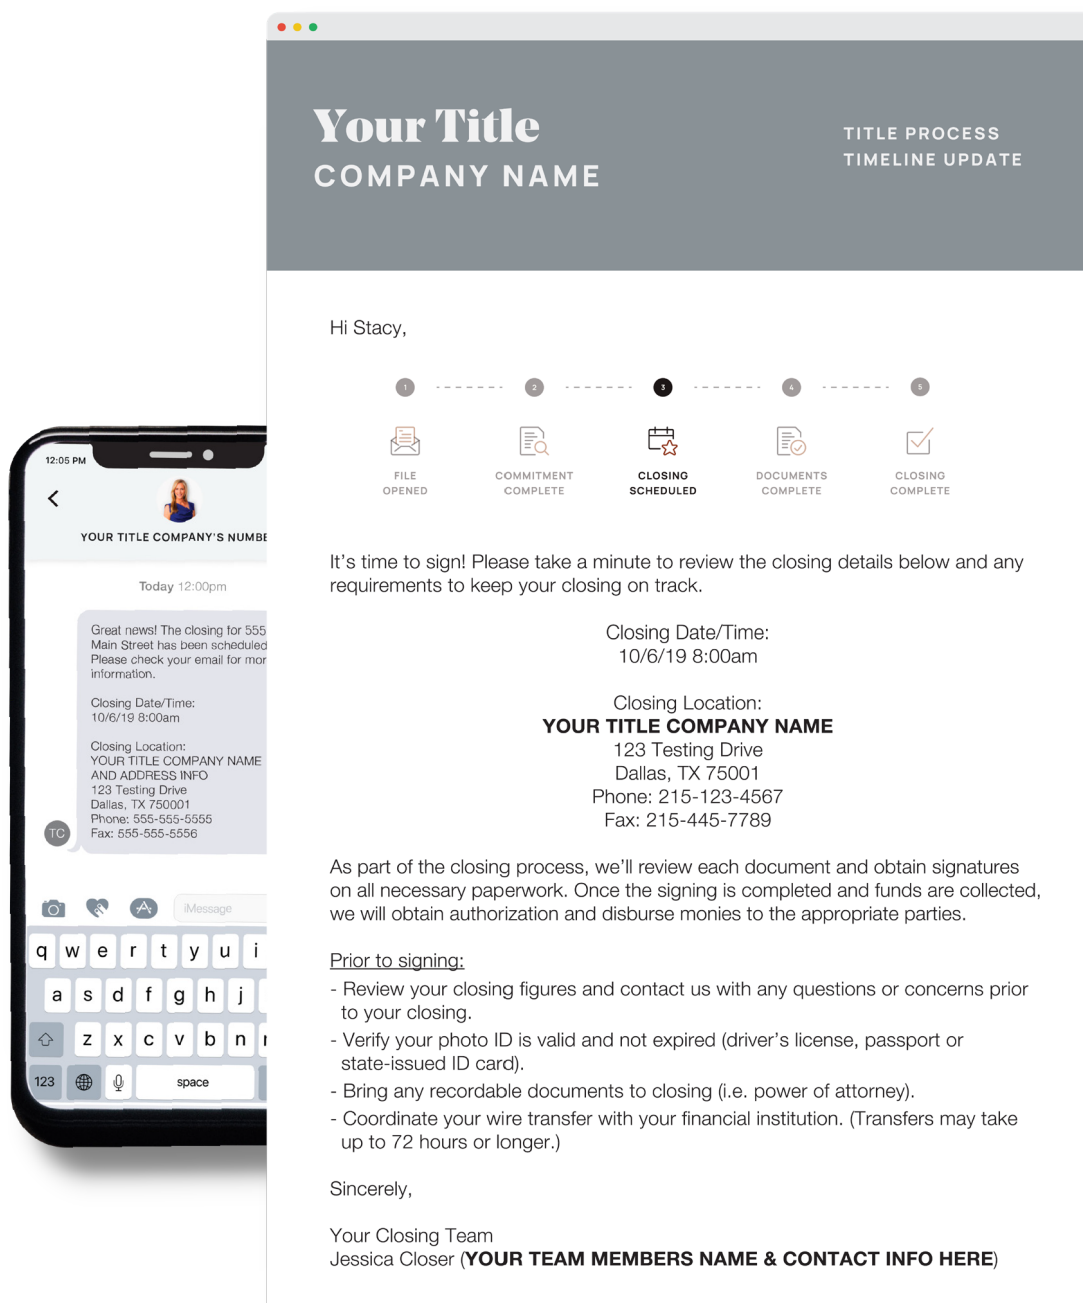 Your Title
COMPANY NAME
TITLE PROCESS
TIMELINE UPDATE
Hi Stacy,
1 2 3 4 5
FILE OPENED
COMMITMENT COMPLETE
CLOSING SCHEDULED
DOCUMENTS COMPLETE
CLOSING COMPLETE
It's time to sign! Please take a minute to review the closing details below and any
requirements to keep your closing on track.
Closing Date/Time:
10/6/19 8:00am
Closing Location:
YOUR TITLE COMPANY NAME
123 Testing Drive
Dallas, TX 75001
Phone: 215-123-4567
Fax: 215-445-7789
As part of the closing process, we'll review each document and obtain signatures
on all necessary paperwork. Once the signing is completed and funds are collected,
we will obtain authorization and disburse monies to the appropriate parties.
Prior to signing:
- Review your closing figures and contact us with any questions or concerns prior
to your closing.
- Verify your photo ID is valid and not expired (driver's license, passport or
state-issued ID card).
- Bring any recordable documents to closing (i.e. power of attorney).
- Coordinate your wire transfer with your financial institution. (Transfers may take
up to 72 hours or longer.)
Sincerely,
Your Closing Team
Jessica Closer (YOUR TEAM MEMBERS NAME & CONTACT INFO HERE)
12:05 PM
YOUR TITLE COMPANY'S NUMBE
Today 12:00pm
Great news! The closing for 555
Main Street has been scheduled
Please check your email for mor
information.
Closing Date/Time:
10/6/19 8:00am
Closing Location:
YOUR TITLE COMPANY NAME
AND ADDRESS INFO
123 Testing Drive
Dallas, TX 750001
Phone: 555-555-5555
Fax: 555-555-5556
TC
iMessage
q w e r t y u i
a s d f g h j
z x c v b n
123 space